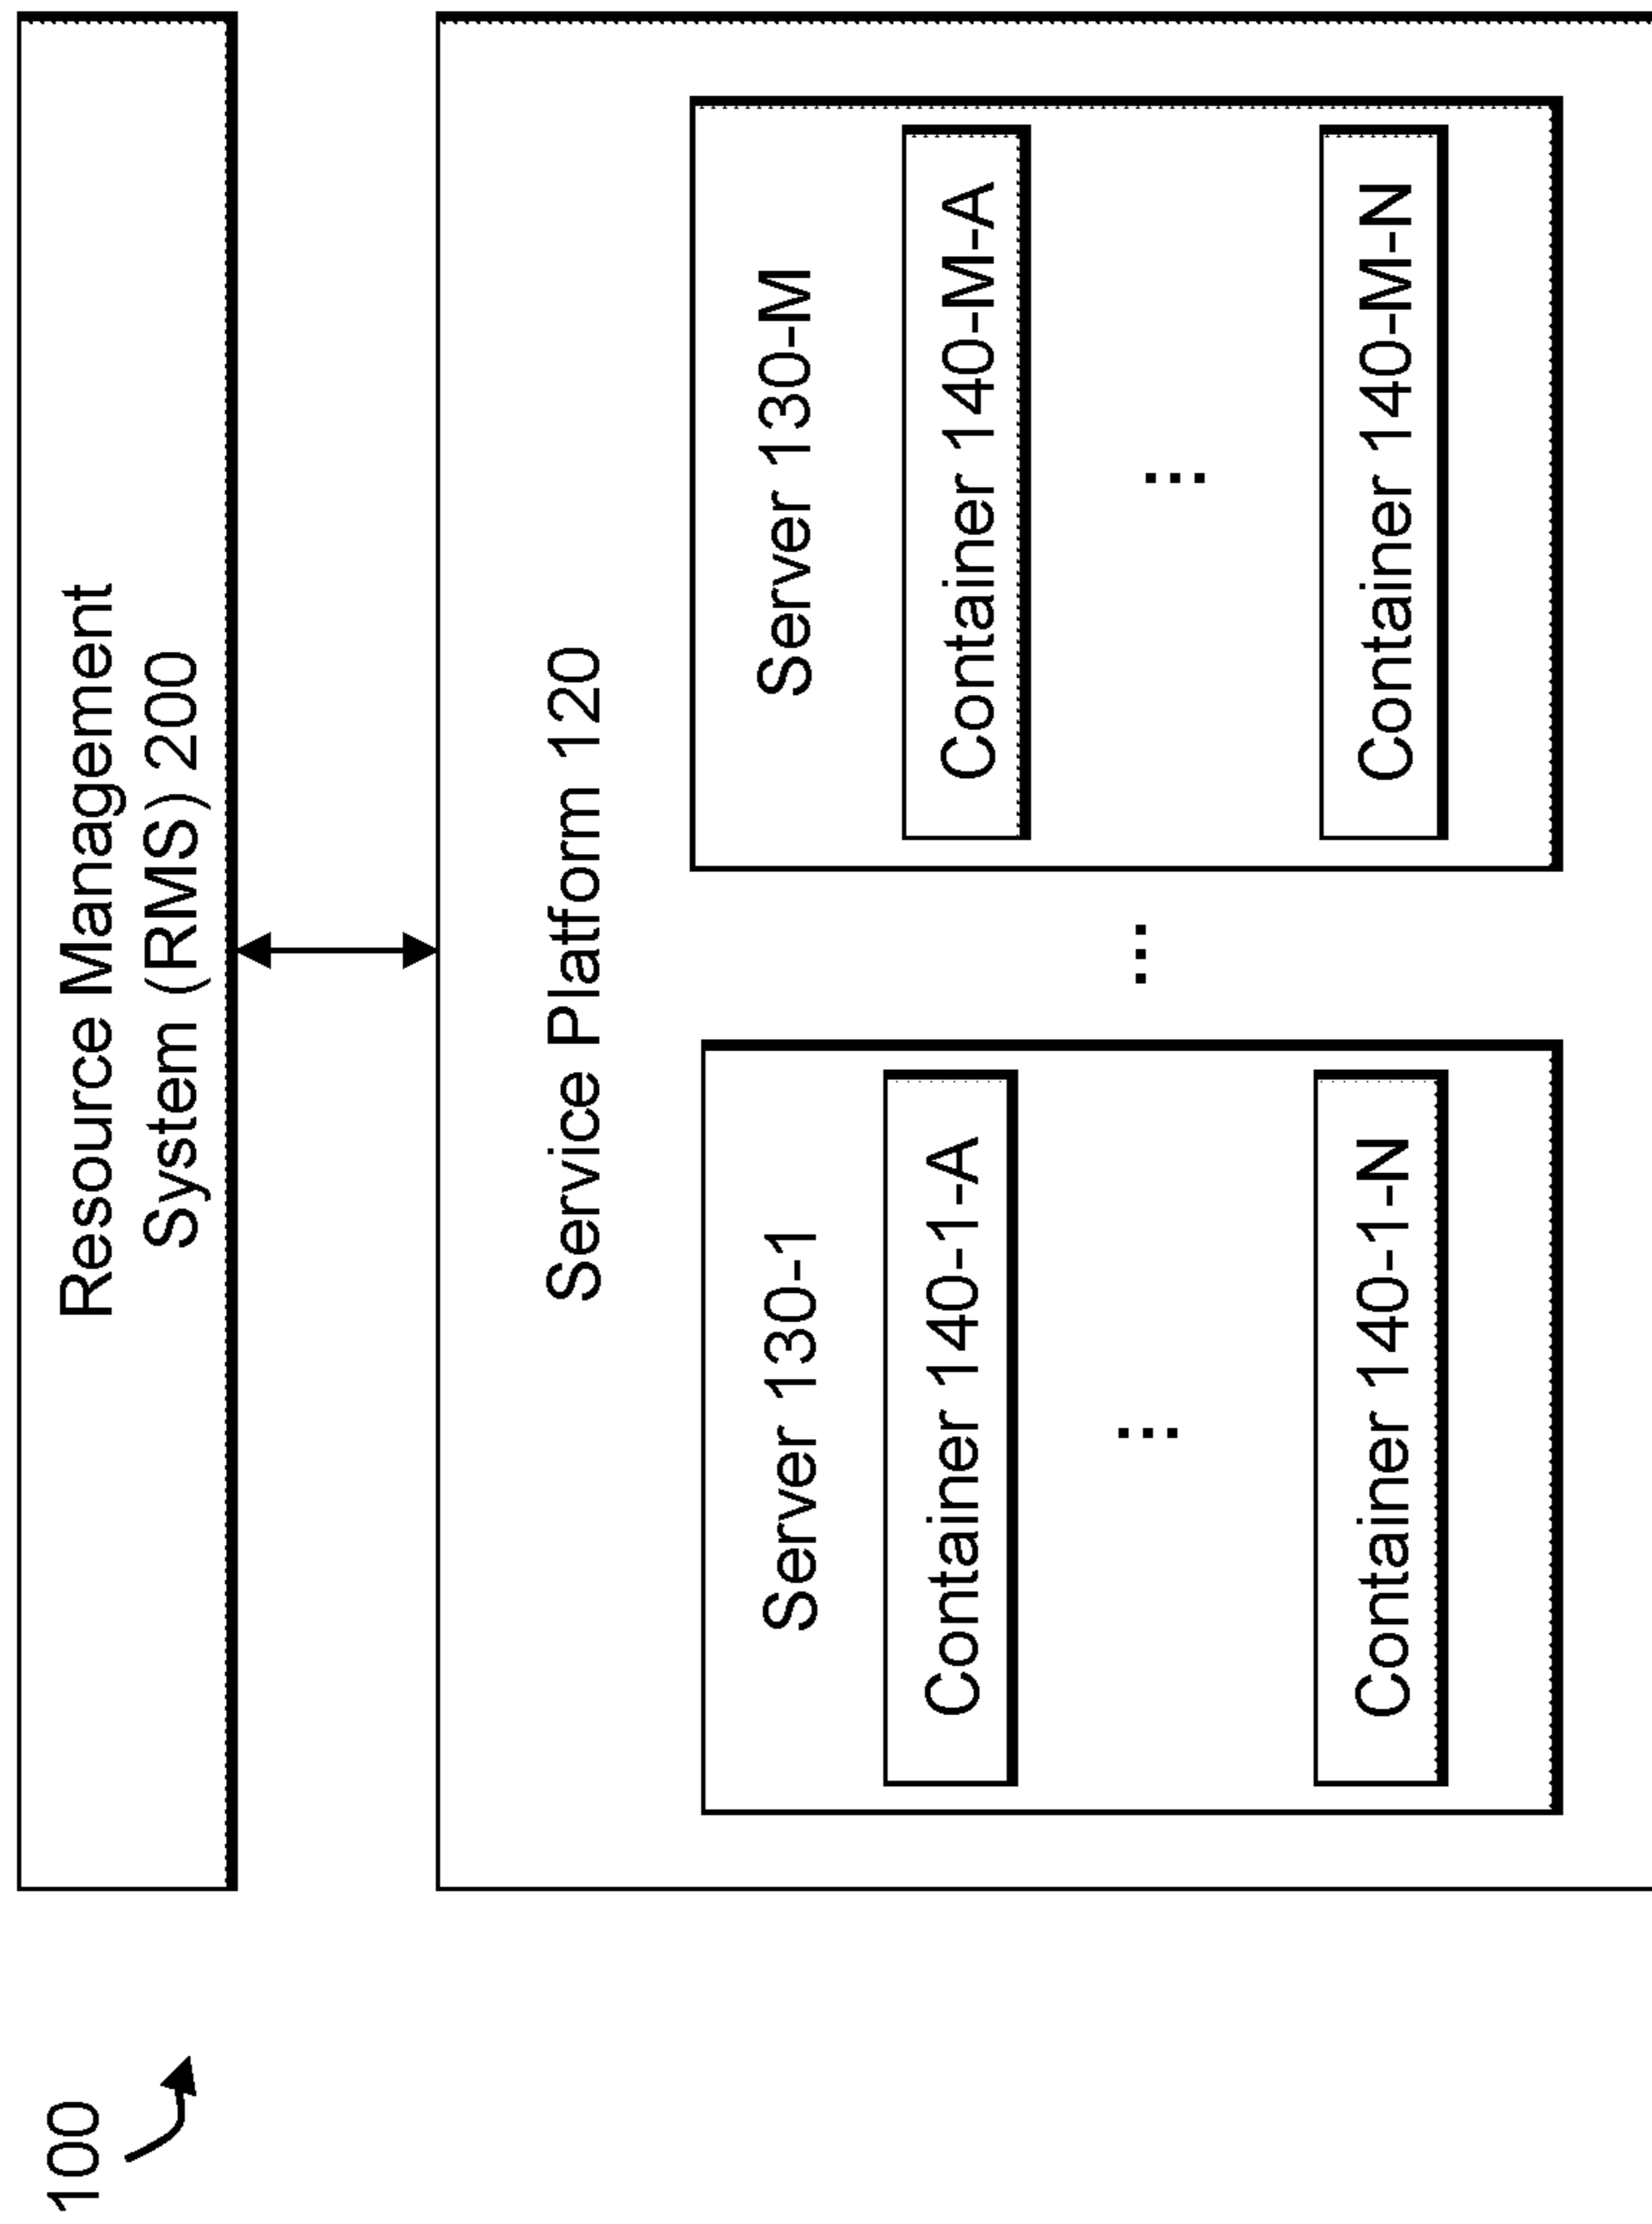 100
Resource Management
System (RMS) 200
Service Platform 120
Server 130-1
Container 140-1-A
...
Container 140-1-N
...
Server 130-M
Container 140-M-A
...
Container 140-M-N